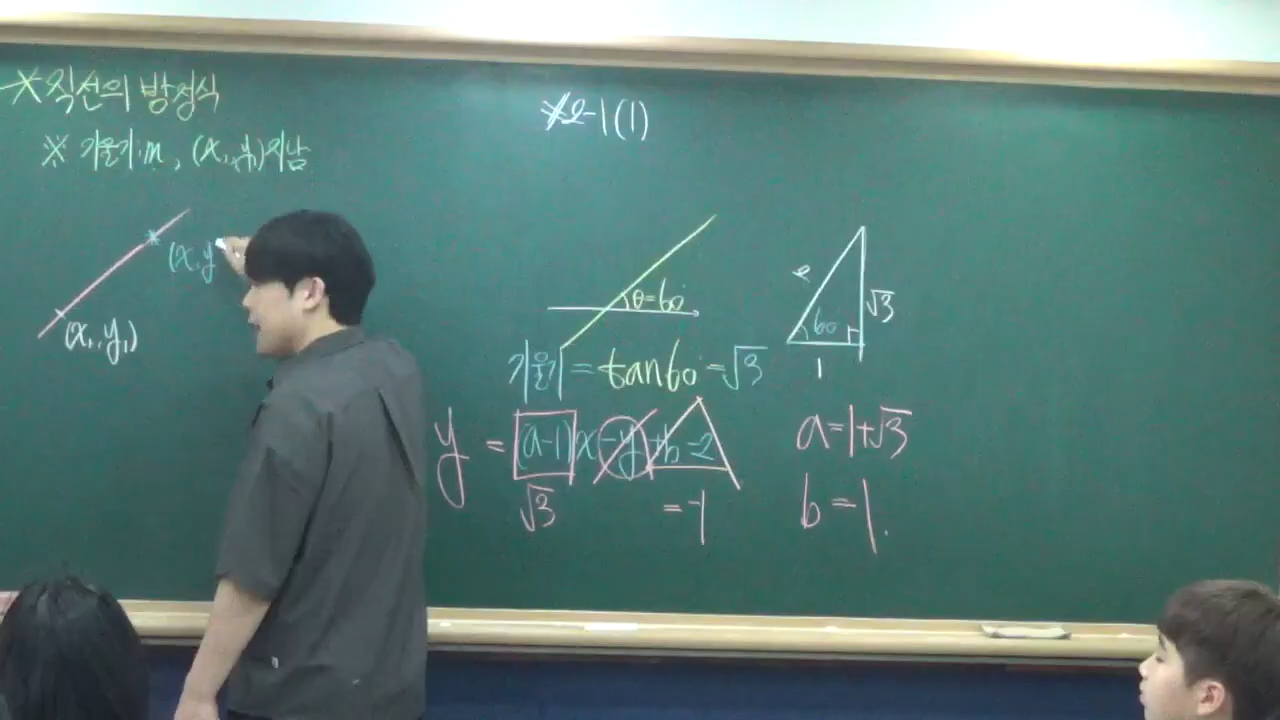 *직선의 방정식
※ 기울기:m, (x₁,y₁)지남
(x,y
(x₁,y₁)
*2-1(1)
θ=60°
기울기=tan60°=√3
2
60
√3
1
y=(a-1)x-y+b-2
√3
=-1
a=1+√3
b=1.